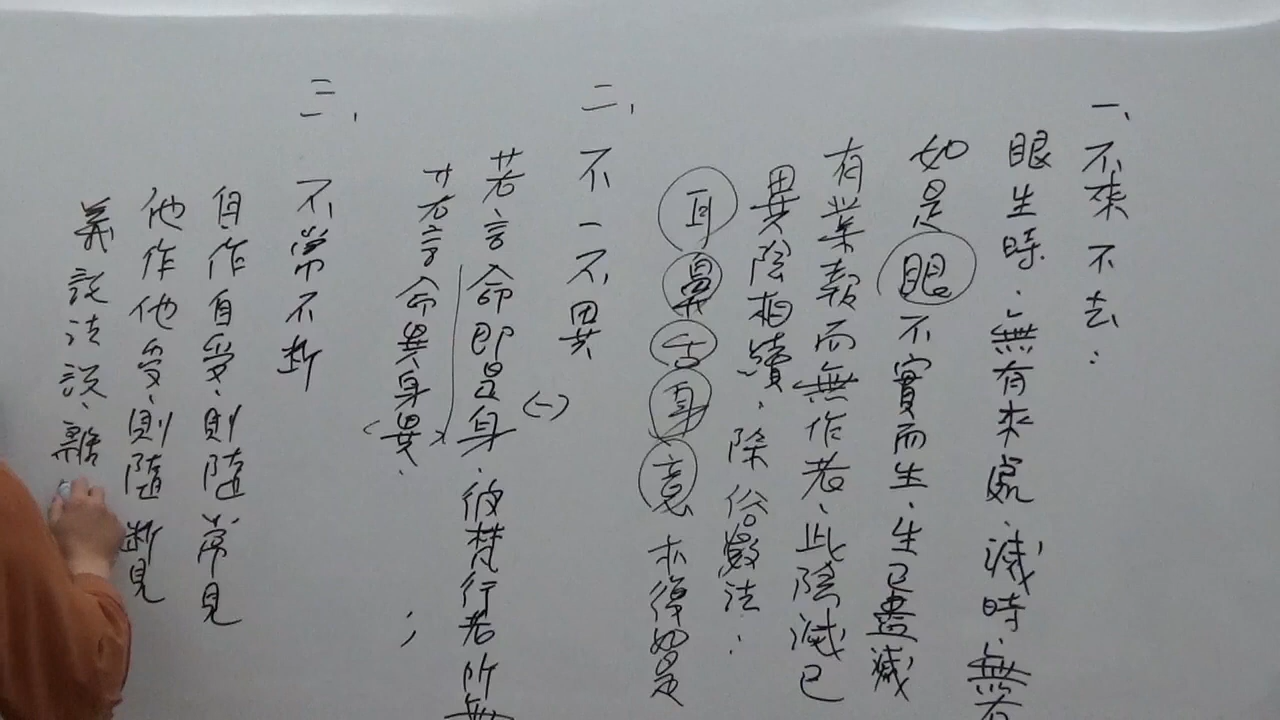 一、不來不去：
眼生時，無有來處，滅時，無有
如是眼不實而生，生已盡滅
有業報而無作者，此陰滅已
異陰相續，除俗數法：
耳鼻舌身意亦復如是
二、不一不異
若言命即是身，彼梵行者所無
(一)
若言命異身異，
；
三、不常不斷
自作自受，則隨常見
他作他受，則隨斷見
義說法說，離